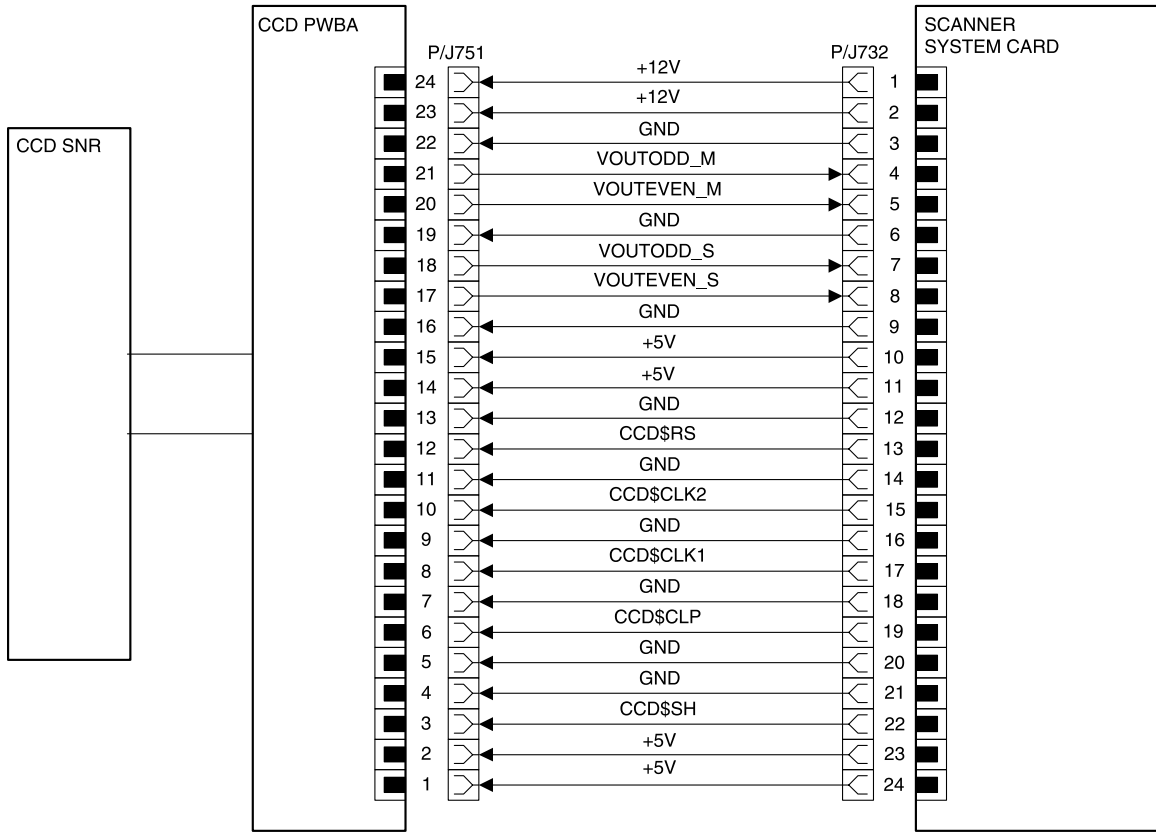 CCD PWBA
SCANNER
SYSTEM CARD
CCD SNR
P/J751 P/J732
24 +12V 1
23 +12V 2
22 GND 3
21 VOUTODD_M 4
20 VOUTEVEN_M 5
19 GND 6
18 VOUTODD_S 7
17 VOUTEVEN_S 8
16 GND 9
15 +5V 10
14 +5V 11
13 GND 12
12 CCD$RS 13
11 GND 14
10 CCD$CLK2 15
9 GND 16
8 CCD$CLK1 17
7 GND 18
6 CCD$CLP 19
5 GND 20
4 GND 21
3 CCD$SH 22
2 +5V 23
1 +5V 24